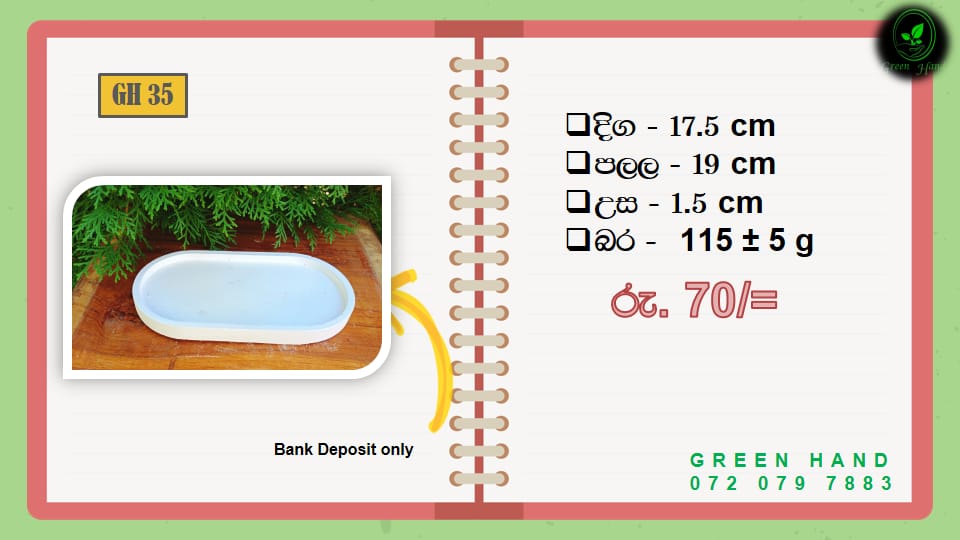 GH 35
Green Hand
දිග - 17.5 cm
පලල - 19 cm
උස - 1.5 cm
බර - 115 ± 5 g
රු. 70/=
Bank Deposit only
GREEN HAND
072 079 7883